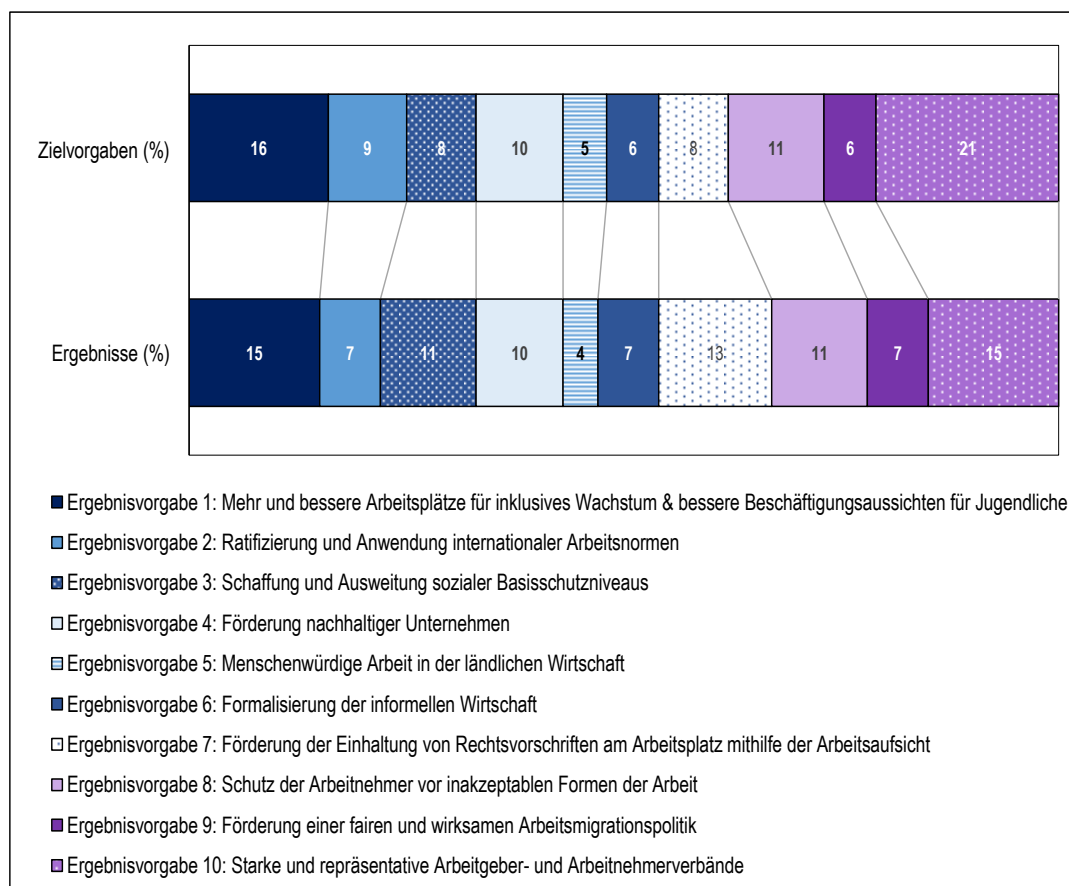 Zielvorgaben (%)
16 9 8 10 5 6 8 11 6 21
Ergebnisse (%)
15 7 11 10 4 7 13 11 7 15
Ergebnisvorgabe 1: Mehr und bessere Arbeitsplätze für inklusives Wachstum & bessere Beschäftigungsaussichten für Jugendliche
Ergebnisvorgabe 2: Ratifizierung und Anwendung internationaler Arbeitsnormen
Ergebnisvorgabe 3: Schaffung und Ausweitung sozialer Basisschutzniveaus
Ergebnisvorgabe 4: Förderung nachhaltiger Unternehmen
Ergebnisvorgabe 5: Menschenwürdige Arbeit in der ländlichen Wirtschaft
Ergebnisvorgabe 6: Formalisierung der informellen Wirtschaft
Ergebnisvorgabe 7: Förderung der Einhaltung von Rechtsvorschriften am Arbeitsplatz mithilfe der Arbeitsaufsicht
Ergebnisvorgabe 8: Schutz der Arbeitnehmer vor inakzeptablen Formen der Arbeit
Ergebnisvorgabe 9: Förderung einer fairen und wirksamen Arbeitsmigrationspolitik
Ergebnisvorgabe 10: Starke und repräsentative Arbeitgeber- und Arbeitnehmerverbände